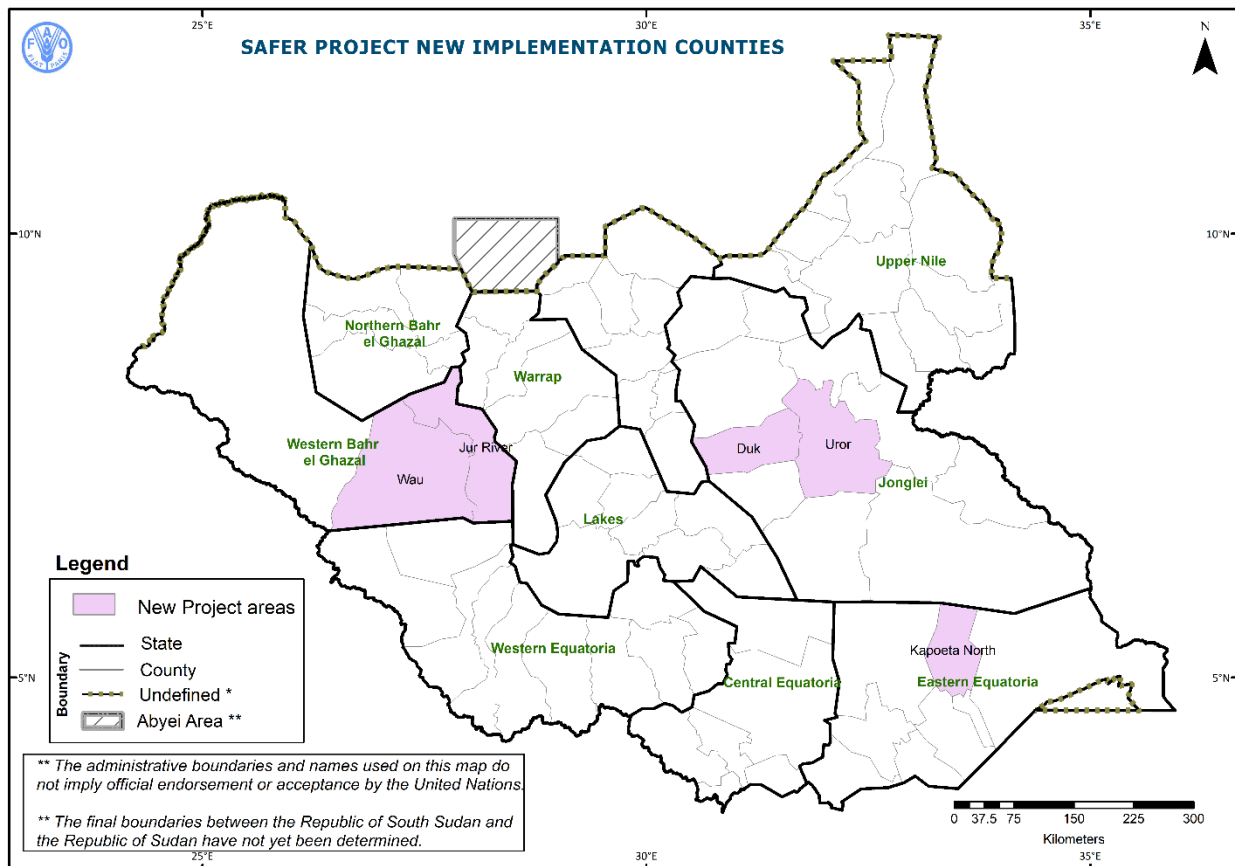 25°E
30°E
35°E
F A O
FIAT PANIS
SAFER PROJECT NEW IMPLEMENTATION COUNTIES
N
10°N
10°N
Upper Nile
Northern Bahr
el Ghazal
Warrap
Western Bahr
el Ghazal
Jur River
Wau
Duk
Uror
Jonglei
Lakes
Legend
New Project areas
Boundary
State
County
Undefined *
Abyei Area **
Western Equatoria
Kapoeta North
Central Equatoria
Eastern Equatoria
5°N
5°N
** The administrative boundaries and names used on this map do
not imply official endorsement or acceptance by the United Nations.
** The final boundaries between the Republic of South Sudan and
the Republic of Sudan have not yet been determined.
0 37.5 75 150 225 300
Kilometers
25°E
30°E
35°E